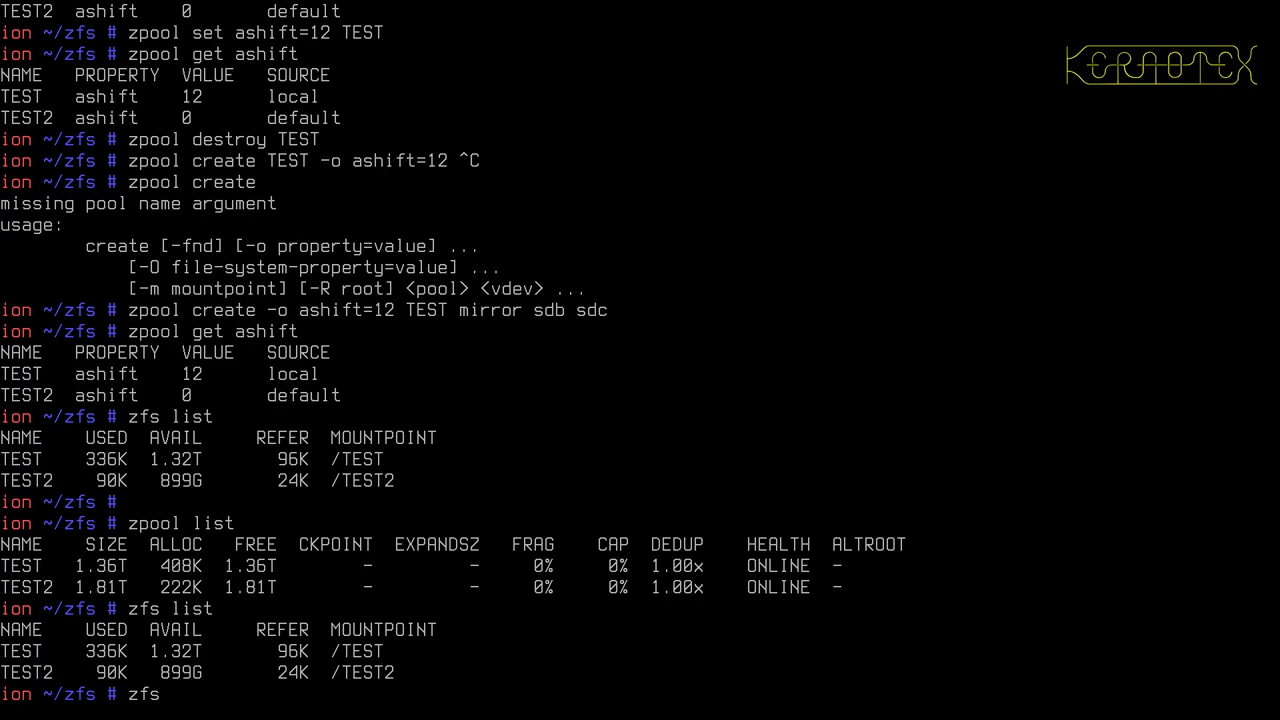 TEST2  ashift    0       default
ion ~/zfs # zpool set ashift=12 TEST
ion ~/zfs # zpool get ashift
NAME   PROPERTY  VALUE   SOURCE
TEST   ashift    12      local
TEST2  ashift    0       default
ion ~/zfs # zpool destroy TEST
ion ~/zfs # zpool create TEST -o ashift=12 ^C
ion ~/zfs # zpool create
missing pool name argument
usage:
        create [-fnd] [-o property=value] ...
            [-O file-system-property=value] ...
            [-m mountpoint] [-R root] <pool> <vdev> ...
ion ~/zfs # zpool create -o ashift=12 TEST mirror sdb sdc
ion ~/zfs # zpool get ashift
NAME   PROPERTY  VALUE   SOURCE
TEST   ashift    12      local
TEST2  ashift    0       default
ion ~/zfs # zfs list
NAME    USED  AVAIL     REFER  MOUNTPOINT
TEST    336K  1.32T       96K  /TEST
TEST2    90K   899G       24K  /TEST2
ion ~/zfs #
ion ~/zfs # zpool list
NAME    SIZE  ALLOC   FREE  CKPOINT  EXPANDSZ   FRAG    CAP  DEDUP    HEALTH  ALTROOT
TEST   1.36T   408K  1.36T        -         -     0%     0%  1.00x    ONLINE  -
TEST2  1.81T   222K  1.81T        -         -     0%     0%  1.00x    ONLINE  -
ion ~/zfs # zfs list
NAME    USED  AVAIL     REFER  MOUNTPOINT
TEST    336K  1.32T       96K  /TEST
TEST2    90K   899G       24K  /TEST2
ion ~/zfs # zfs